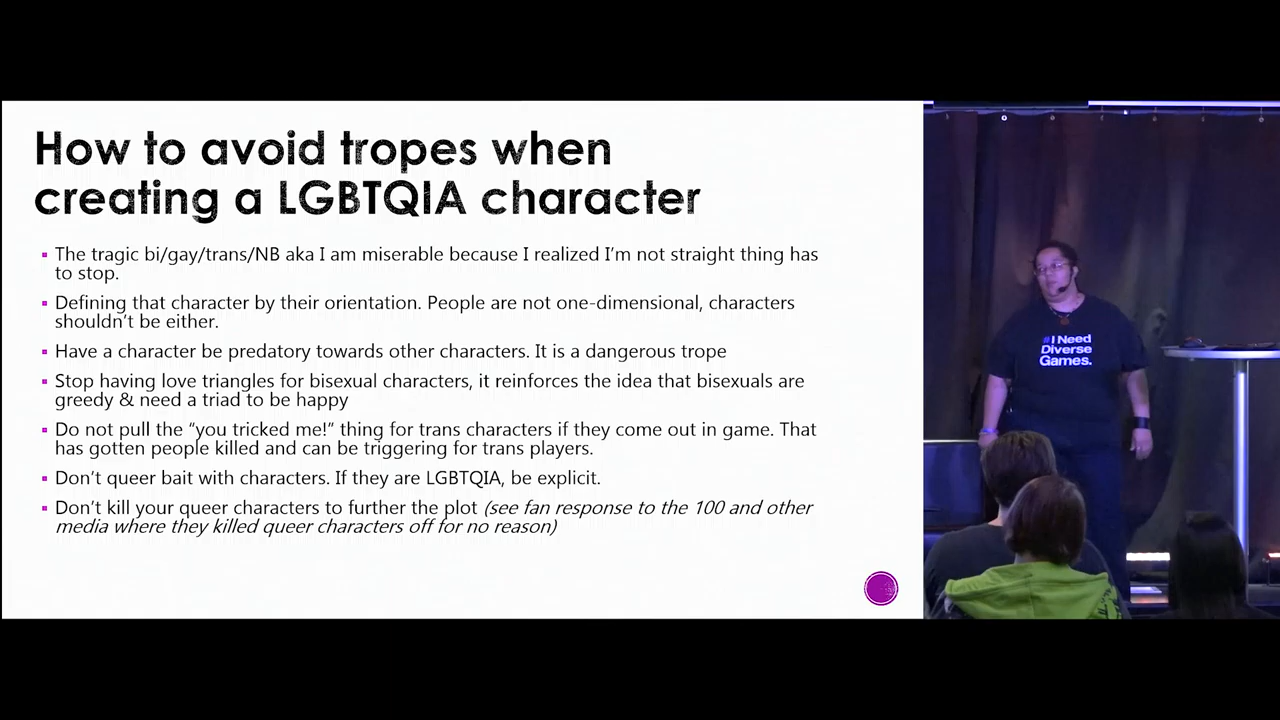 How to avoid tropes when
creating a LGBTQIA character
The tragic bi/gay/trans/NB aka I am miserable because I realized I'm not straight thing has
to stop.
Defining that character by their orientation. People are not one-dimensional, characters
shouldn't be either.
Have a character be predatory towards other characters. It is a dangerous trope
Stop having love triangles for bisexual characters, it reinforces the idea that bisexuals are
greedy & need a triad to be happy
Do not pull the “you tricked me!” thing for trans characters if they come out in game. That
has gotten people killed and can be triggering for trans players.
Don't queer bait with characters. If they are LGBTQIA, be explicit.
Don't kill your queer characters to further the plot (see fan response to the 100 and other
media where they killed queer characters off for no reason)
#I Need
Diverse
Games.